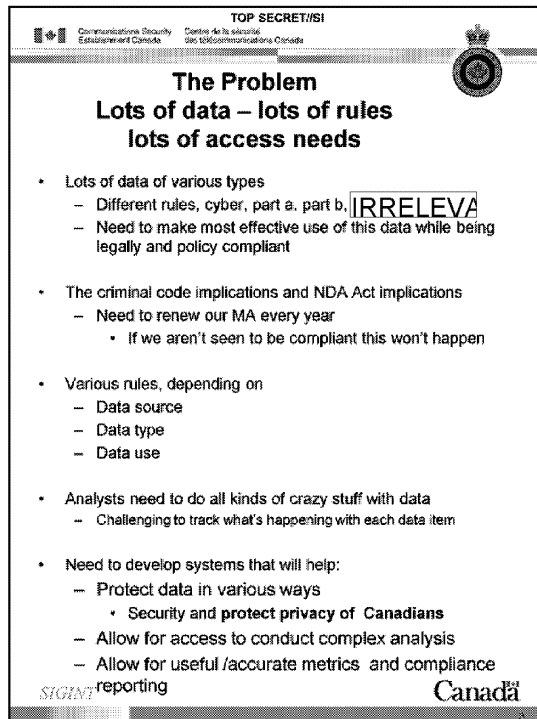 TOP SECRET//SI
Communications Security
Establishment Canada
Centre de la sécurité
des télécommunications Canada
The Problem
Lots of data – lots of rules
lots of access needs
• Lots of data of various types
– Different rules, cyber, part a, part b, IRRELEVA
– Need to make most effective use of this data while being
legally and policy compliant
• The criminal code implications and NDA Act implications
– Need to renew our MA every year
• If we aren't seen to be compliant this won't happen
• Various rules, depending on
– Data source
– Data type
– Data use
• Analysts need to do all kinds of crazy stuff with data
– Challenging to track what's happening with each data item
• Need to develop systems that will help:
– Protect data in various ways
• Security and protect privacy of Canadians
– Allow for access to conduct complex analysis
– Allow for useful /accurate metrics and compliance
reporting
SIGINT
Canada